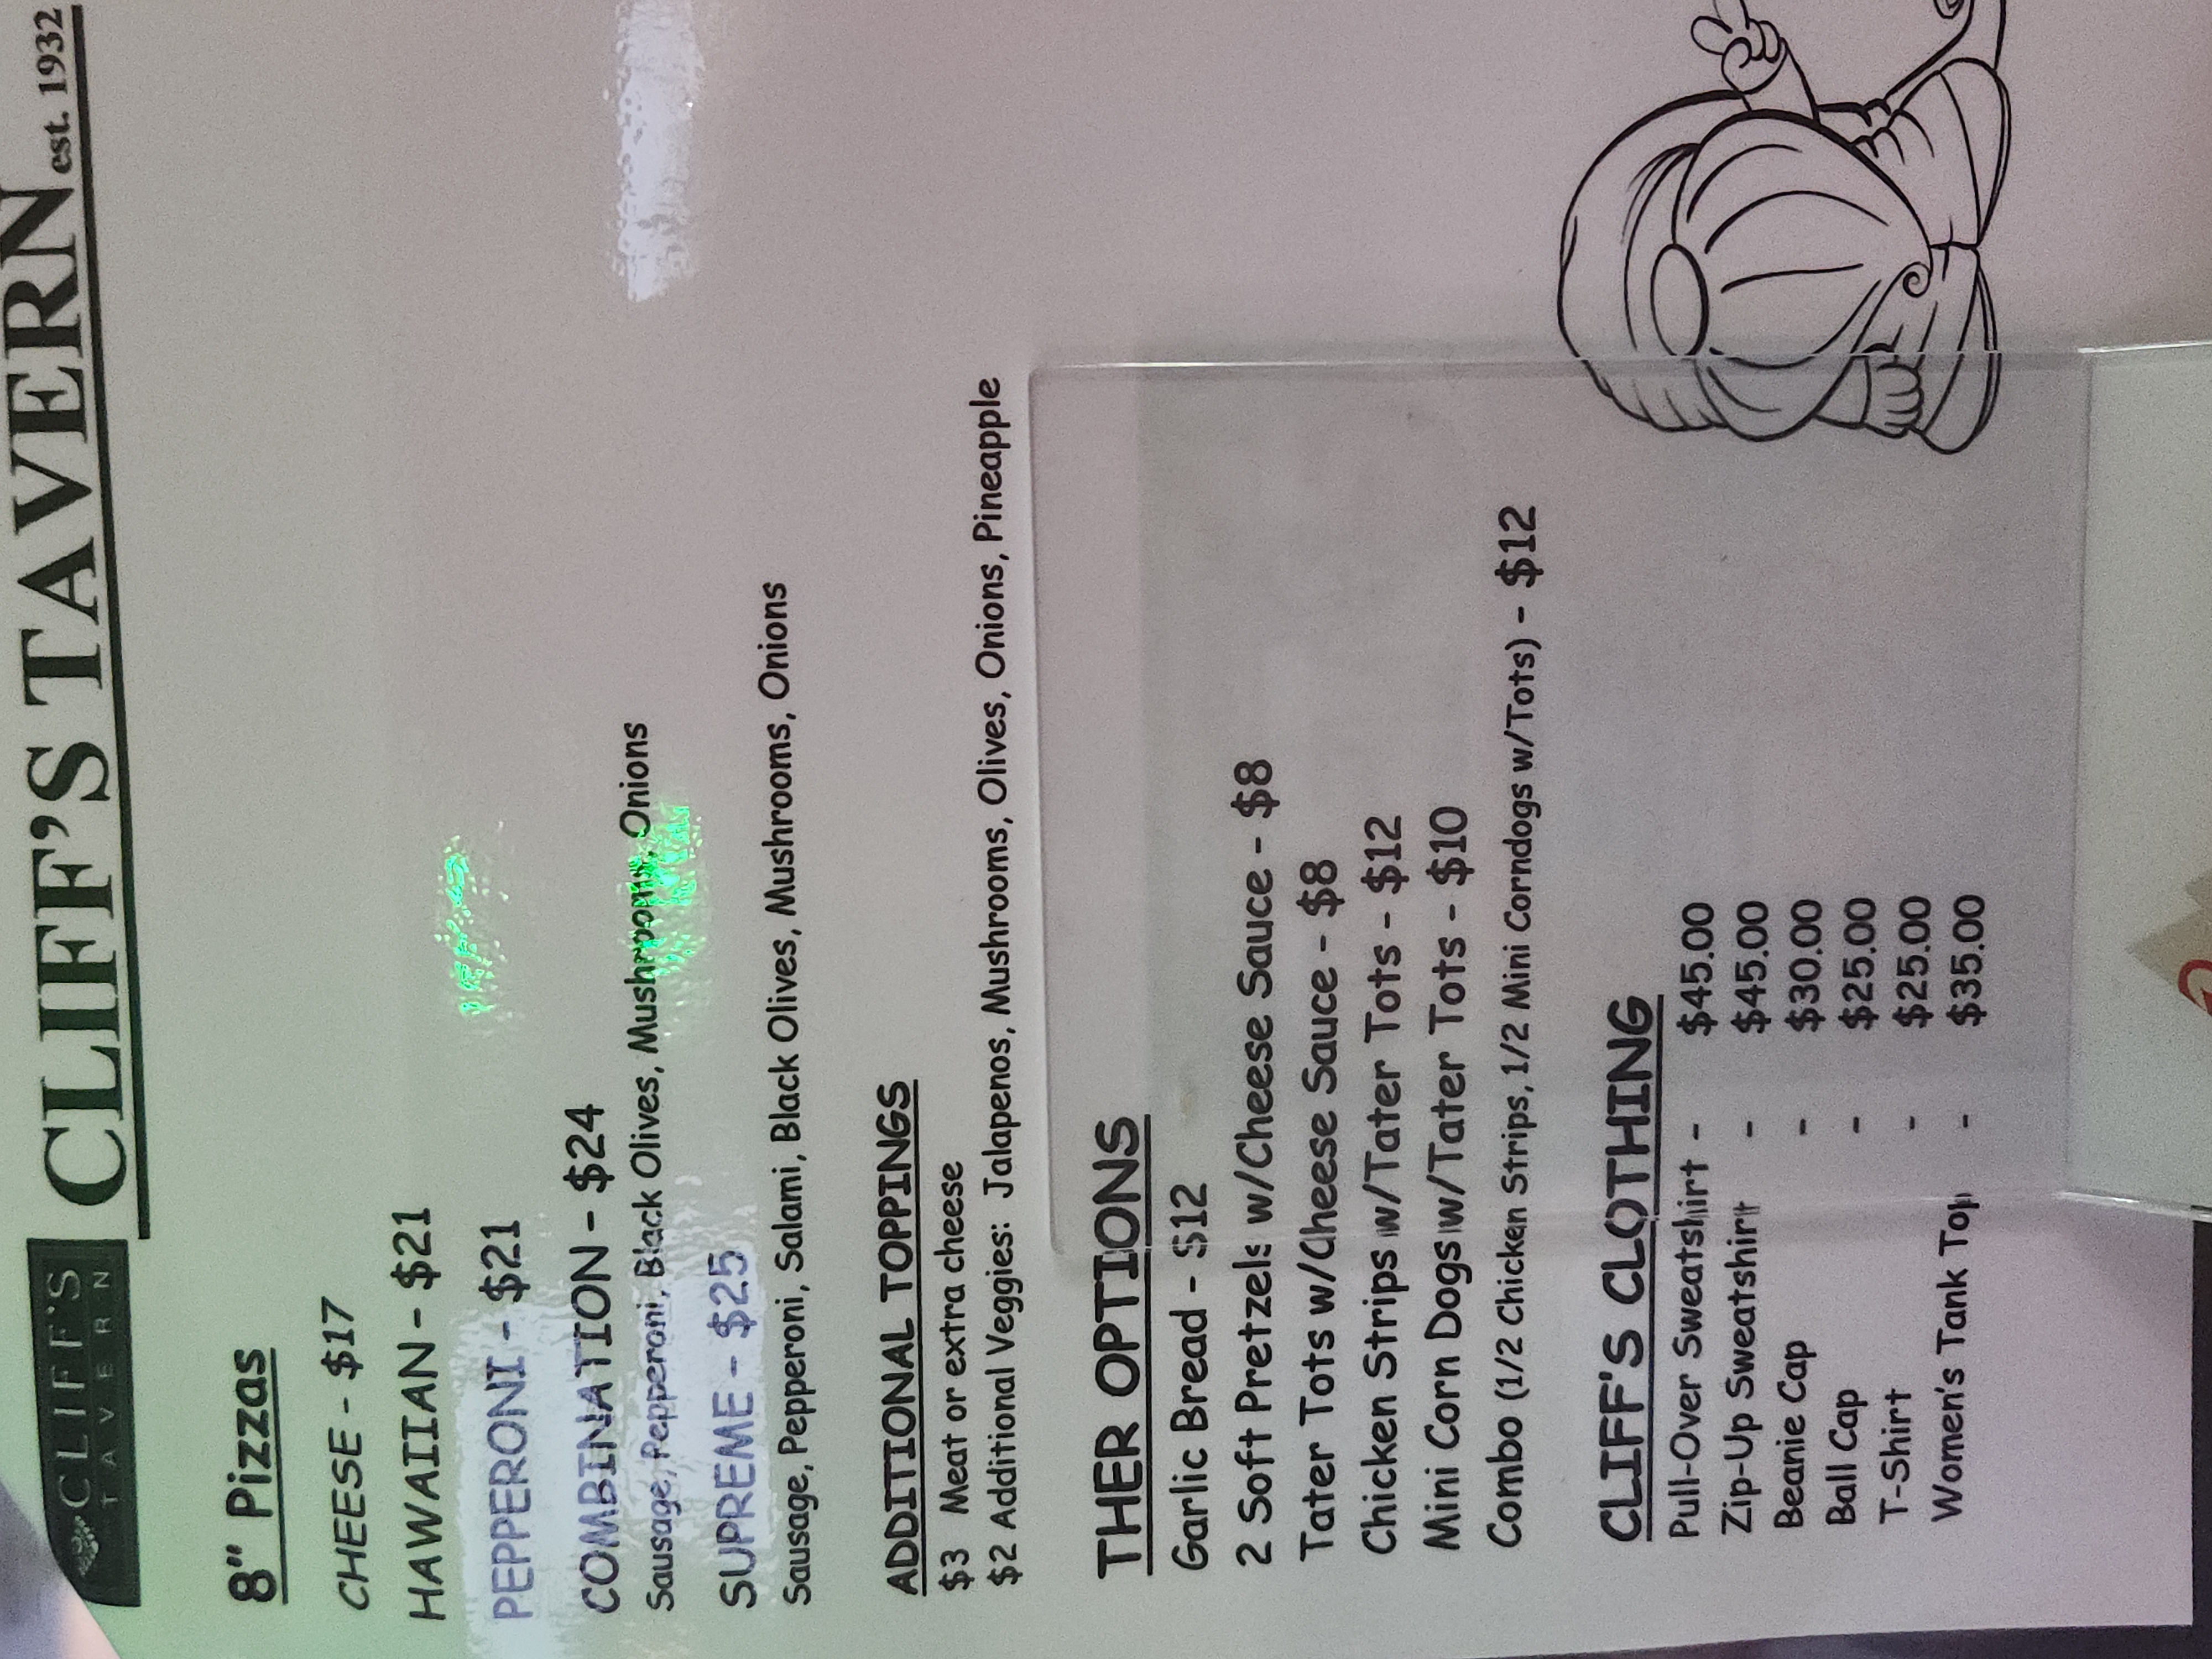 CLIFF'S
TAVERN
CLIFF'S TAVERN est. 1932
8" Pizzas
CHEESE - $17
HAWAIIAN - $21
PEPPERONI - $21
COMBINATION - $24
Sausage, Pepperoni, Black Olives, Mushrooms, Onions
SUPREME - $25
Sausage, Pepperoni, Salami, Black Olives, Mushrooms, Onions
ADDITIONAL TOPPINGS
$3 Meat or extra cheese
$2 Additional Veggies: Jalapenos, Mushrooms, Olives, Onions, Pineapple
THER OPTIONS
Garlic Bread - $12
2 Soft Pretzels w/Cheese Sauce - $8
Tater Tots w/Cheese Sauce - $8
Chicken Strips w/Tater Tots - $12
Mini Corn Dogs w/Tater Tots - $10
Combo (1/2 Chicken Strips, 1/2 Mini Corndogs w/Tots) - $12
CLIFF'S CLOTHING
Pull-Over Sweatshirt - $45.00
Zip-Up Sweatshirt - $45.00
Beanie Cap - $30.00
Ball Cap - $25.00
T-Shirt - $25.00
Women's Tank Top - $35.00